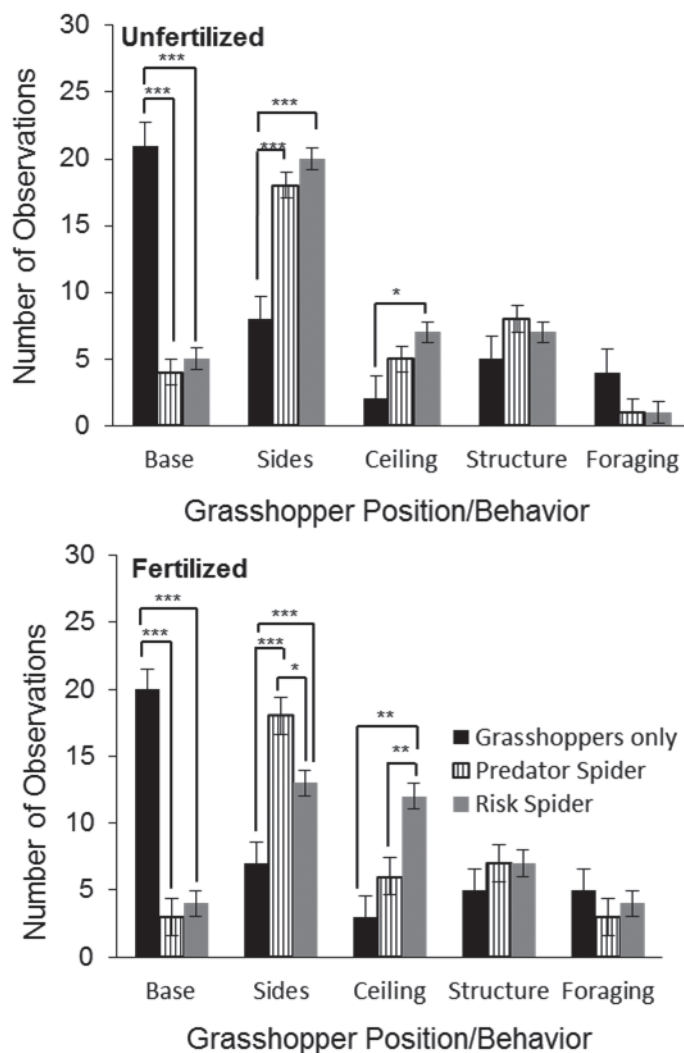 Unfertilized
30
25
20
15
10
5
0
Number of Observations
***
***
***
***
*
Base Sides Ceiling Structure Foraging
Grasshopper Position/Behavior
Fertilized
30
25
20
15
10
5
0
Number of Observations
***
***
***
***
*
**
**
Grasshoppers only
Predator Spider
Risk Spider
Base Sides Ceiling Structure Foraging
Grasshopper Position/Behavior